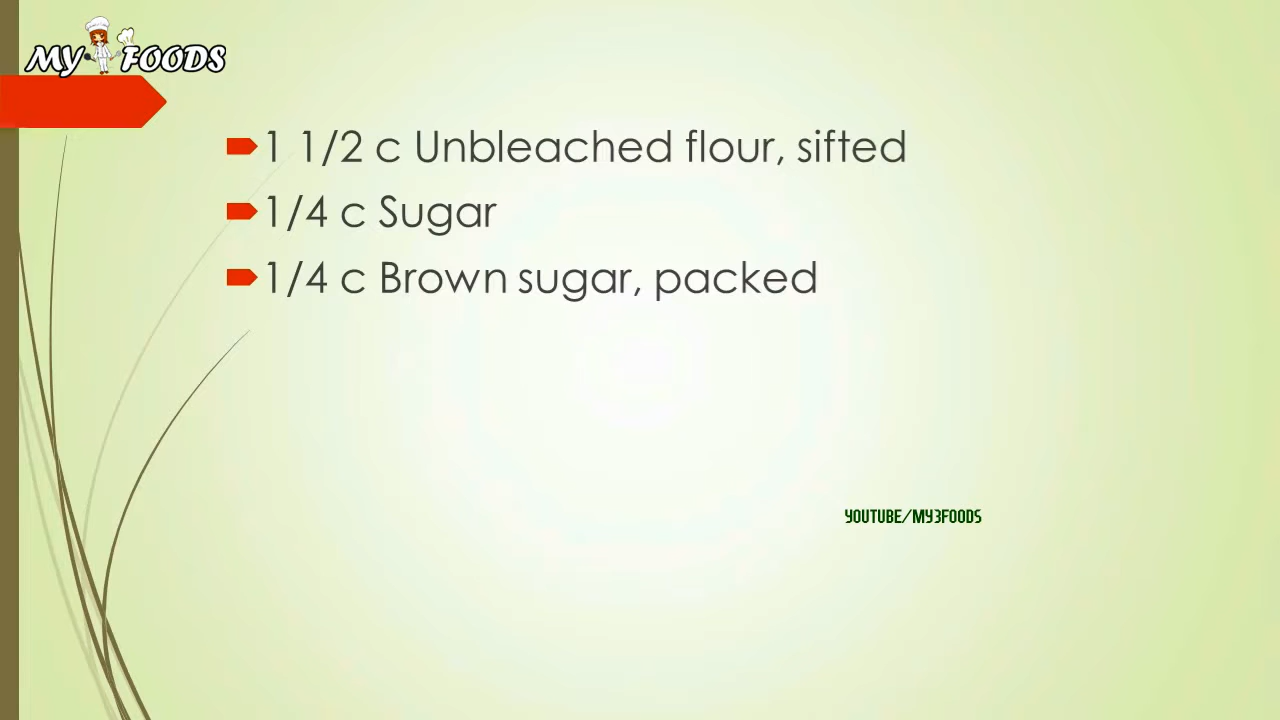 MY FOODS
1 1/2 c Unbleached flour, sifted
1/4 c Sugar
1/4 c Brown sugar, packed
YOUTUBE/MY3FOODS